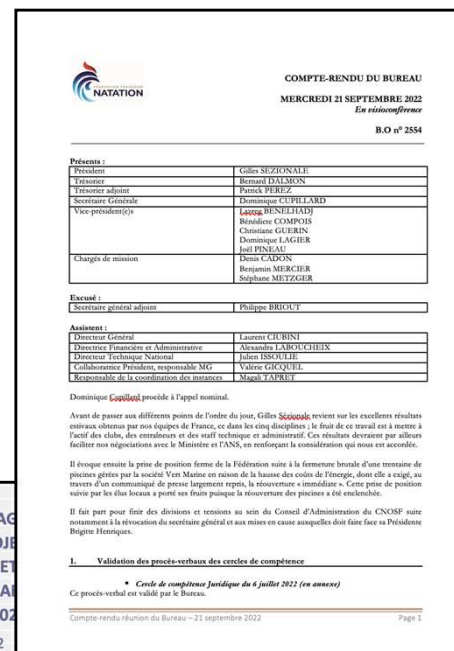 NATATION
COMPTE-RENDU DU BUREAU
MERCREDI 21 SEPTEMBRE 2022
En visioconférence
B.O n° 2554
Présents :
Président Gilles SEZIONALE
Trésorier Bernard DALMON
Trésorier adjoint Patrick PEREZ
Secrétaire Générale Dominique CUPILLARD
Vice-président(e)s BENELHADJ
Bénédicte COMPOIS
Christiane GUERIN
Dominique LAGIER
Joël PINEAU
Chargés de mission Denis CADON
Benjamin MERCIER
Stéphane METZGER
Excusé :
Secrétaire général adjoint Philippe BRIOUT
Assistent :
Directeur Général Laurent CIUBINI
Directrice Financière et Administrative Alexandra LABOUCHEIX
Directeur Technique National Julien ISSOULIE
Collaboratrice Président, responsable MG Valérie GICQUEL
Responsable de la coordination des instances Magali TAPRET
Dominique Cupillard procède à l'appel nominal.
Avant de passer aux différents points de l'ordre du jour, Gilles Sézionale revient sur les excellents résultats
estivaux obtenus par nos équipes de France, ce dans les cinq disciplines ; le fruit de ce travail est à mettre à
l'actif des clubs, des entraîneurs et des staff technique et administratif. Ces résultats devraient par ailleurs
faciliter nos négociations avec le Ministère et l'ANS, en renforçant la considération qui nous est accordée.
Il évoque ensuite la prise de position ferme de la Fédération suite à la fermeture brutale d'une trentaine de
piscines gérées par la société Vert Marine en raison de la hausse des coûts de l'énergie, dont elle a exigé, au
travers d'un communiqué de presse largement repris, la réouverture « immédiate ». Cette prise de position
suivie par les élus locaux a porté ses fruits puisque la réouverture des piscines a été enclenchée.
Il fait part pour finir des divisions et tensions au sein du Conseil d'Administration du CNOSF suite
notamment à la révocation du secrétaire général et aux mises en cause auxquelles doit faire face sa Présidente
Brigitte Henriques.
1. Validation des procès-verbaux des cercles de compétence
▪ Cercle de compétence Juridique du 6 juillet 2022 (en annexe)
Ce procès-verbal est validé par le Bureau.
Compte-rendu réunion du Bureau – 21 septembre 2022 Page 1
AG
OJE
ET
AI
02
2